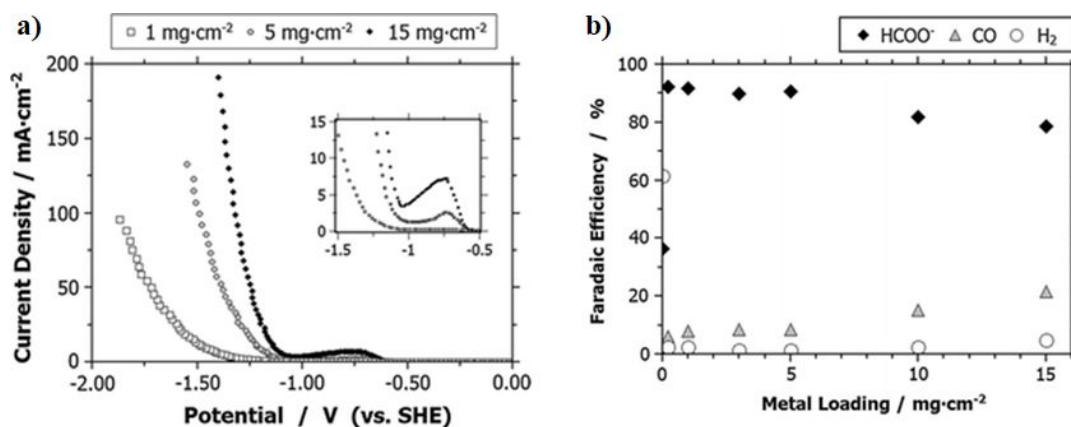 a)
1 mg·cm⁻² 5 mg·cm⁻² 15 mg·cm⁻²
200
150
100
50
0
Current Density / mA·cm⁻²
-2.00 -1.50 -1.00 -0.50 0.00
Potential / V (vs. SHE)
15
10
5
0
-1.5 -1 -0.5
b)
HCOO⁻ CO H₂
100
80
60
40
20
0
Faradaic Efficiency / %
0 5 10 15
Metal Loading / mg·cm⁻²